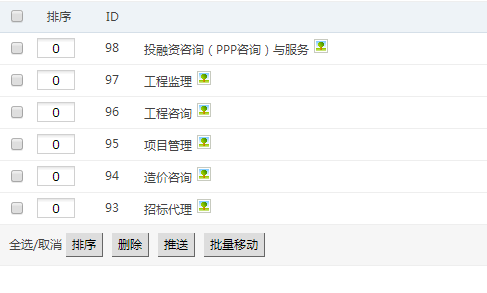 排序 ID
0 98 投融资咨询（PPP咨询）与服务
0 97 工程监理
0 96 工程咨询
0 95 项目管理
0 94 造价咨询
0 93 招标代理
全选/取消 排序 删除 推送 批量移动